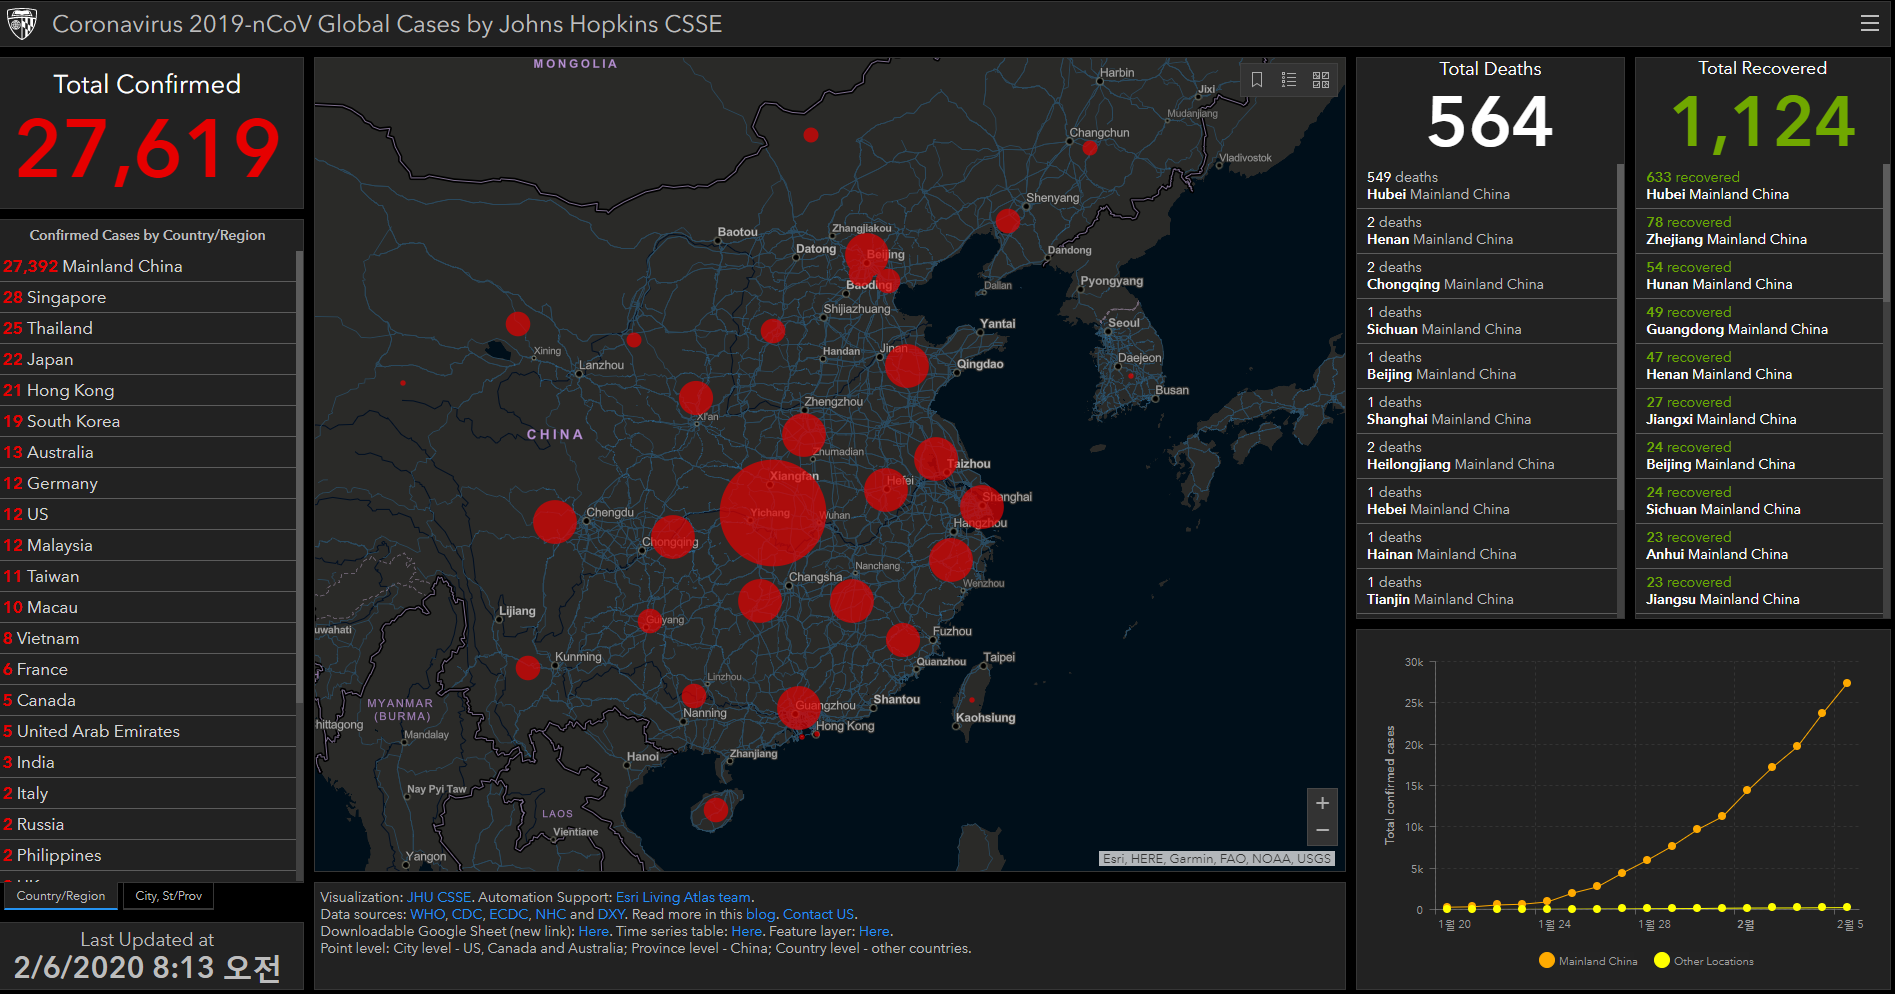 Coronavirus 2019-nCoV Global Cases by Johns Hopkins CSSE
Total Confirmed
27,619
Confirmed Cases by Country/Region
27,392 Mainland China
28 Singapore
25 Thailand
22 Japan
21 Hong Kong
19 South Korea
13 Australia
12 Germany
12 US
12 Malaysia
11 Taiwan
10 Macau
8 Vietnam
6 France
5 Canada
5 United Arab Emirates
3 India
2 Italy
2 Russia
2 Philippines
Country/Region
City, St/Prov
Last Updated at
2/6/2020 8:13 오전
MONGOLIA
Harbin
Jixi
Mudanjiang
Changchun
Vladivostok
Shenyang
Zhangjiakou
Baotou
Datong
Beijing
Dandong
Baoding
Dalian
Pyongyang
Shijiazhuang
Yantai
Seoul
Xining
Handan
Jinan
Lanzhou
Qingdao
Daejeon
Busan
Zhengzhou
Xi'an
CHINA
Zhumadian
Taizhou
Xiangfan
Hefei
Shanghai
Chengdu
Yichang
Wuhan
Hangzhou
Chongqing
Nanchang
Changsha
Wenzhou
Lijiang
Guiyang
uwahati
Fuzhou
Kunming
Quanzhou
Taipei
Linzhou
MYANMAR
(BURMA)
Nanning
Guangzhou
Shantou
Kaohsiung
hittagong
Hong Kong
Mandalay
Hanoi
Zhanjiang
Nay Pyi Taw
LAOS
Vientiane
Yangon
+
−
Esri, HERE, Garmin, FAO, NOAA, USGS
Visualization: JHU CSSE. Automation Support: Esri Living Atlas team.
Data sources: WHO, CDC, ECDC, NHC and DXY. Read more in this blog. Contact US.
Downloadable Google Sheet (new link): Here. Time series table: Here. Feature layer: Here.
Point level: City level - US, Canada and Australia; Province level - China; Country level - other countries.
Total Deaths
564
549 deaths
Hubei Mainland China
2 deaths
Henan Mainland China
2 deaths
Chongqing Mainland China
1 deaths
Sichuan Mainland China
1 deaths
Beijing Mainland China
1 deaths
Shanghai Mainland China
2 deaths
Heilongjiang Mainland China
1 deaths
Hebei Mainland China
1 deaths
Hainan Mainland China
1 deaths
Tianjin Mainland China
Total Recovered
1,124
633 recovered
Hubei Mainland China
78 recovered
Zhejiang Mainland China
54 recovered
Hunan Mainland China
49 recovered
Guangdong Mainland China
47 recovered
Henan Mainland China
27 recovered
Jiangxi Mainland China
24 recovered
Beijing Mainland China
24 recovered
Sichuan Mainland China
23 recovered
Anhui Mainland China
23 recovered
Jiangsu Mainland China
Total confirmed cases
30k
25k
20k
15k
10k
5k
0
1월 20
1월 24
1월 28
2월
2월 5
Mainland China
Other Locations